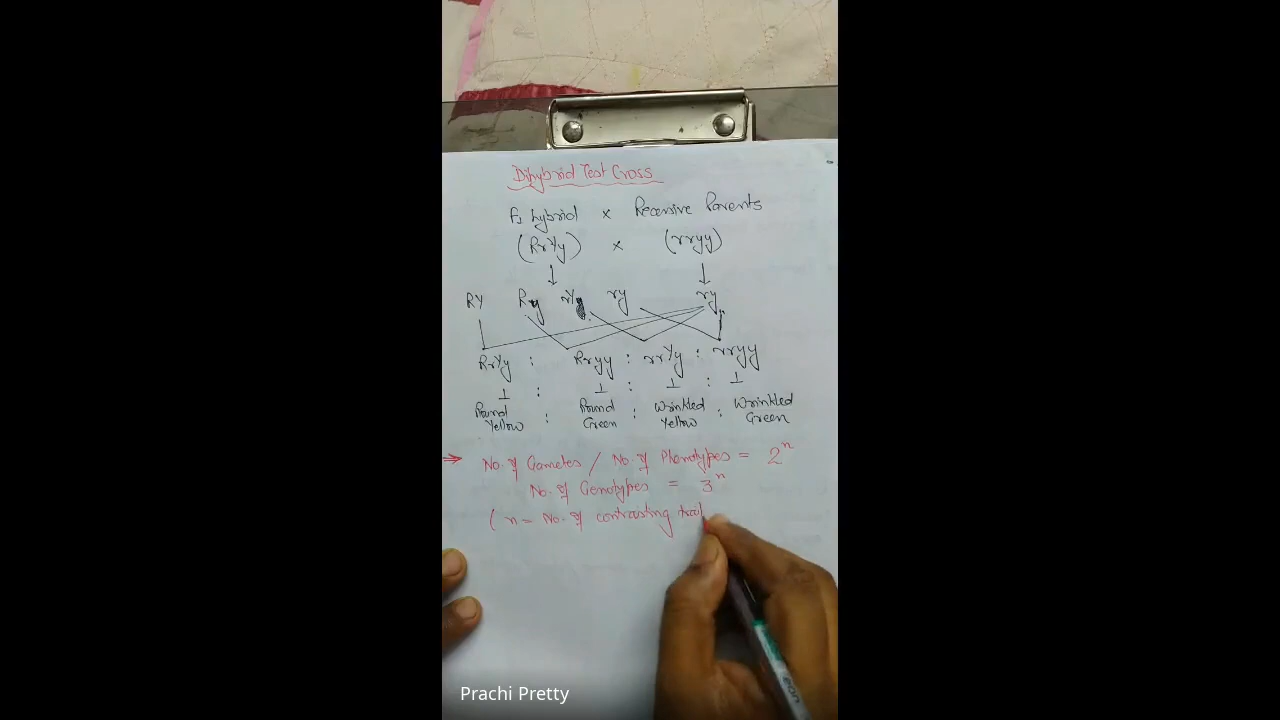 Dihybrid Test Cross
F1 hybrid × Recessive Parents
(RrYy) × (rryy)
RY Ry rY ry ry
RrYy : Rryy : rrYy : rryy
1 : 1 : 1 : 1
Round Yellow : Round Green : Wrinkled Yellow : Wrinkled Green
No. of Gametes / No. of Phenotypes = 2ⁿ
No. of Genotypes = 3ⁿ
( n = No. of contrasting trai
Prachi Pretty